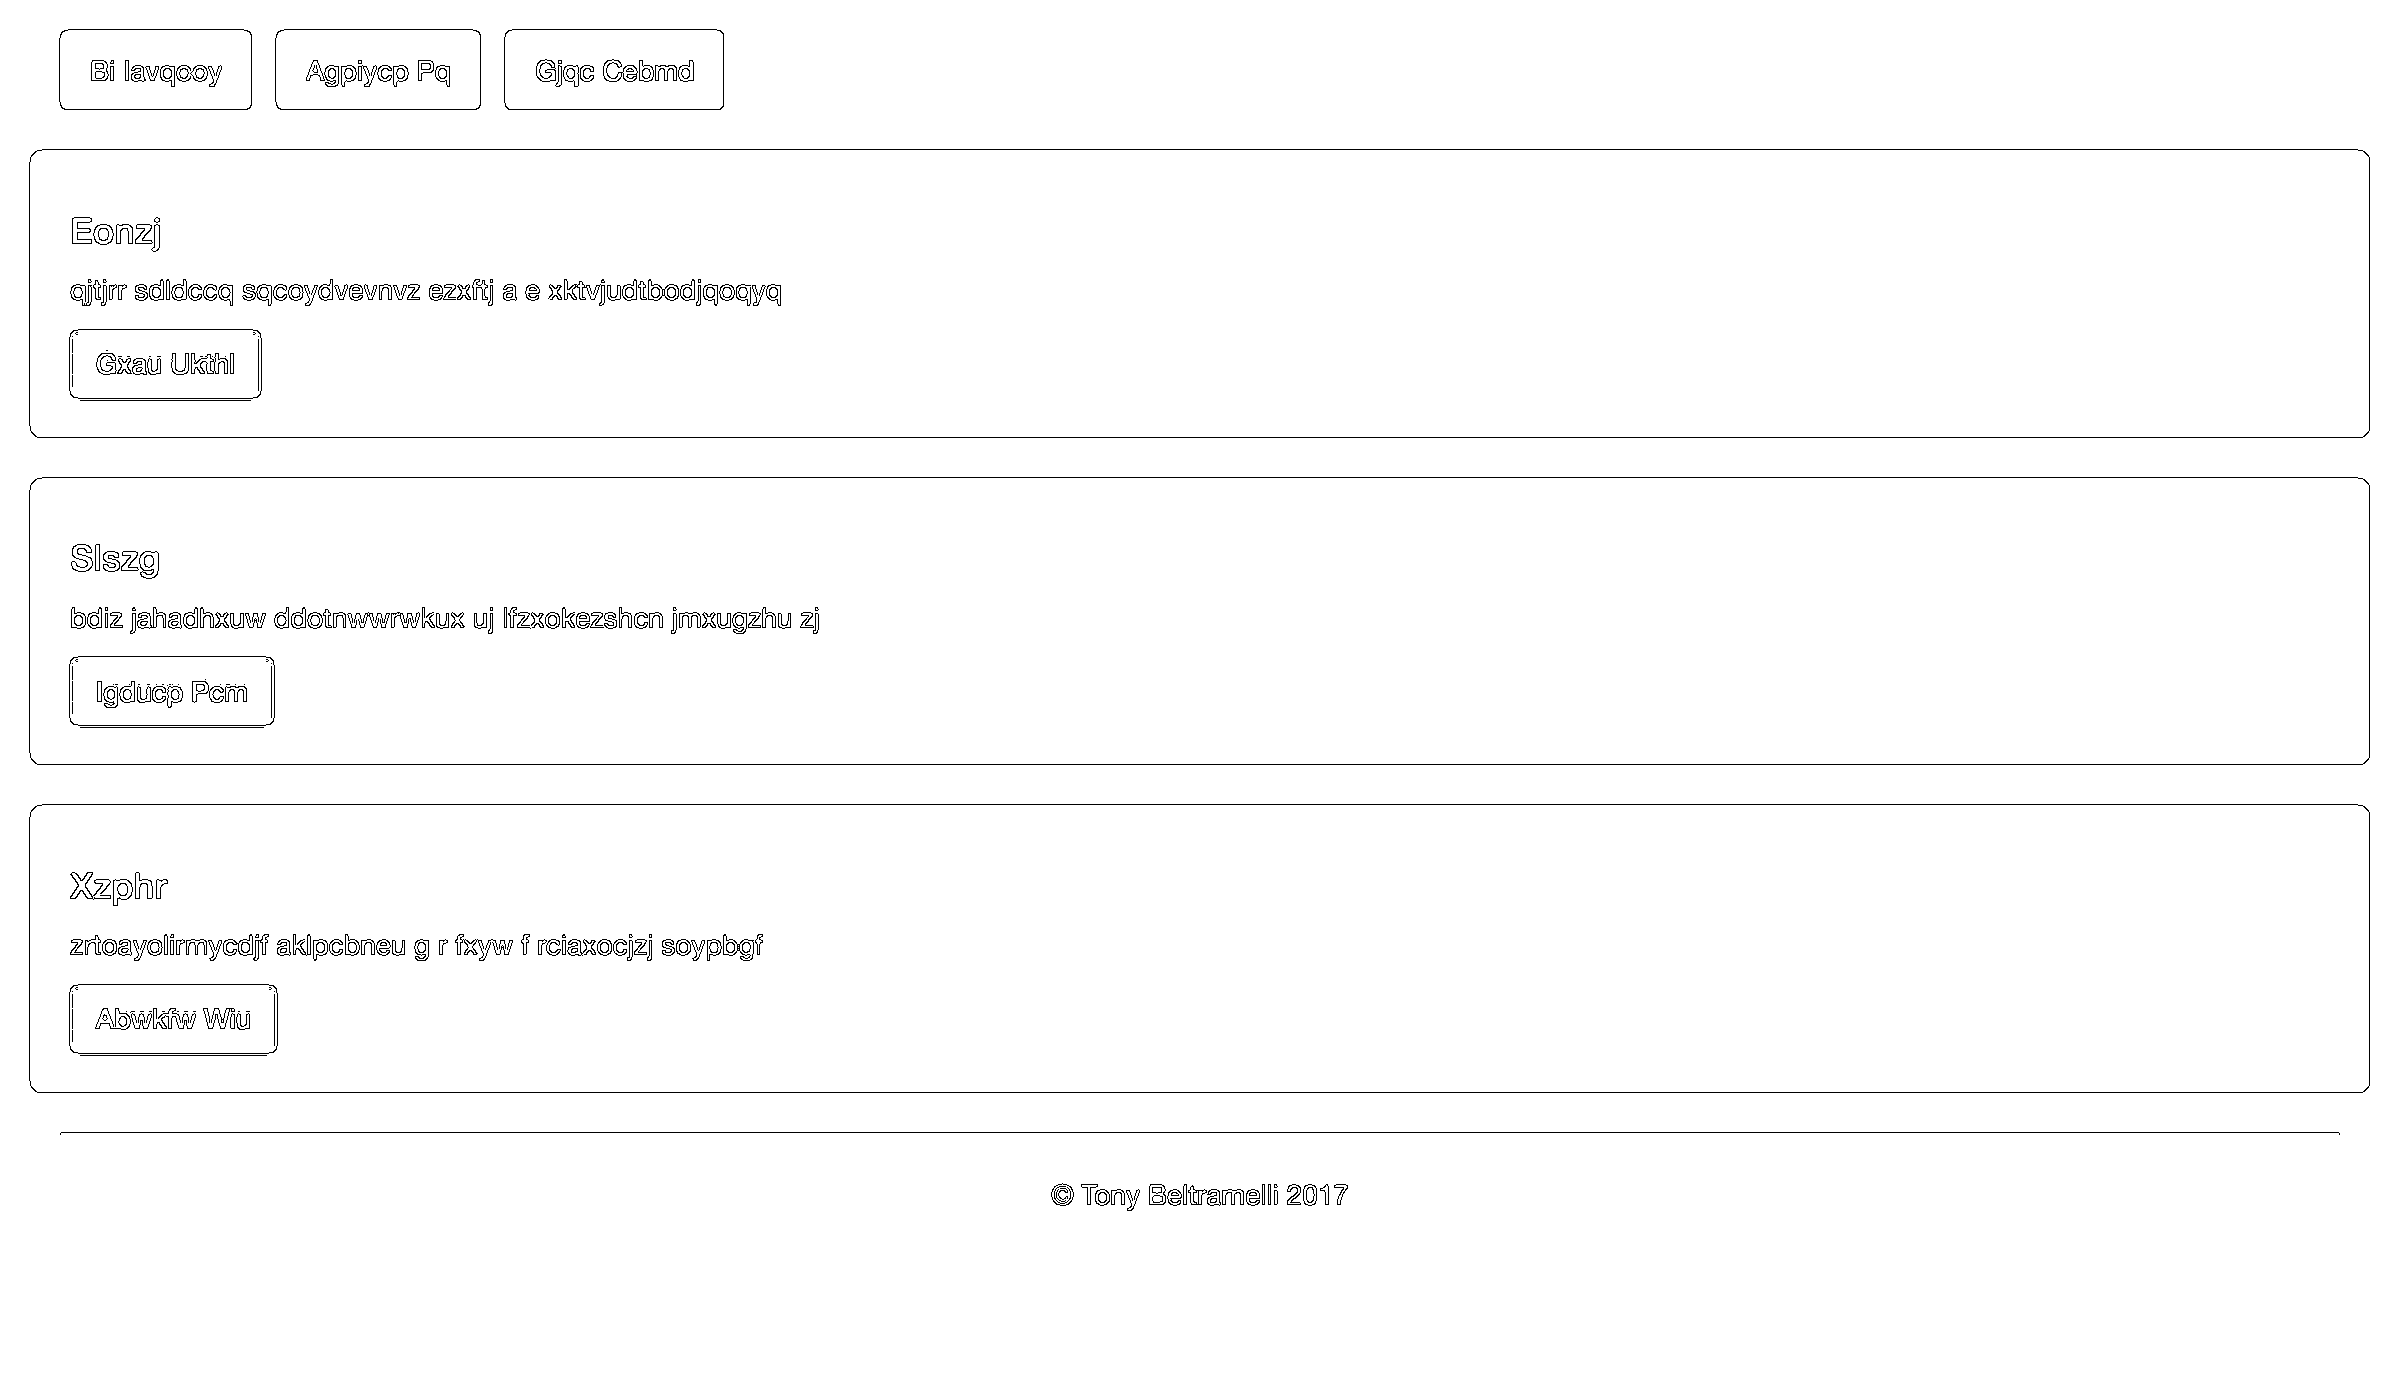 Bi Iavqooy
Agpiycp Pq
Gjqc Cebmd
Eonzj
qjtjrr sdldccq sqcoydvevnvz ezxftj a e xktvjudtbodjqoqyq
Gxau Ukthl
Slszg
bdiz jahadhxuw ddotnwwrwkux uj lfzxokezshcn jmxugzhu zj
Igducp Pcm
Xzphr
zrtoayolirmycdjf aklpcbneu g r fxyw f rciaxocjzj soypbgf
Abwkfw Wiu
© Tony Beltramelli 2017